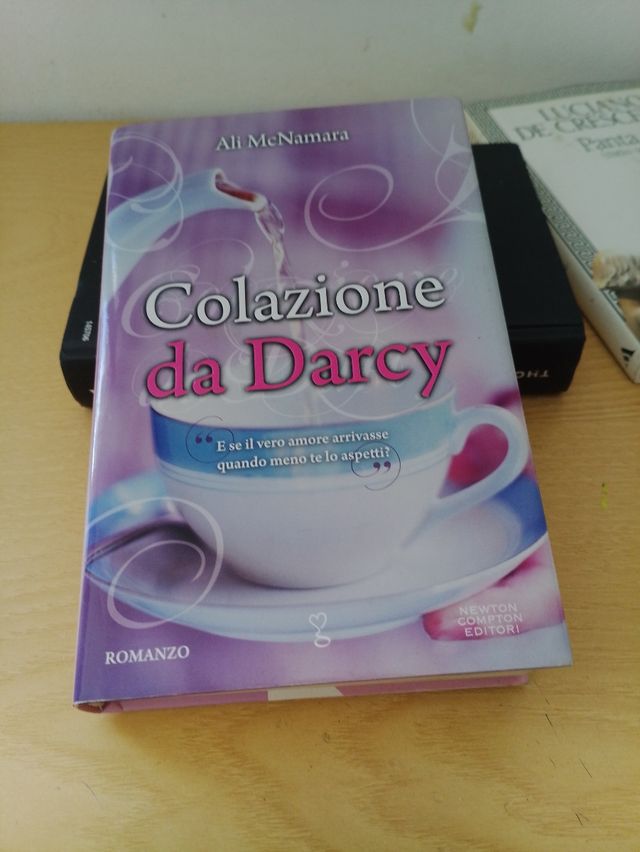 Ali McNamara
Colazione
da Darcy
“E se il vero amore arrivasse
quando meno te lo aspetti?”
ROMANZO
NEWTON
COMPTON
EDITORI
LUCIANO
DE CRESC
Panta
THO